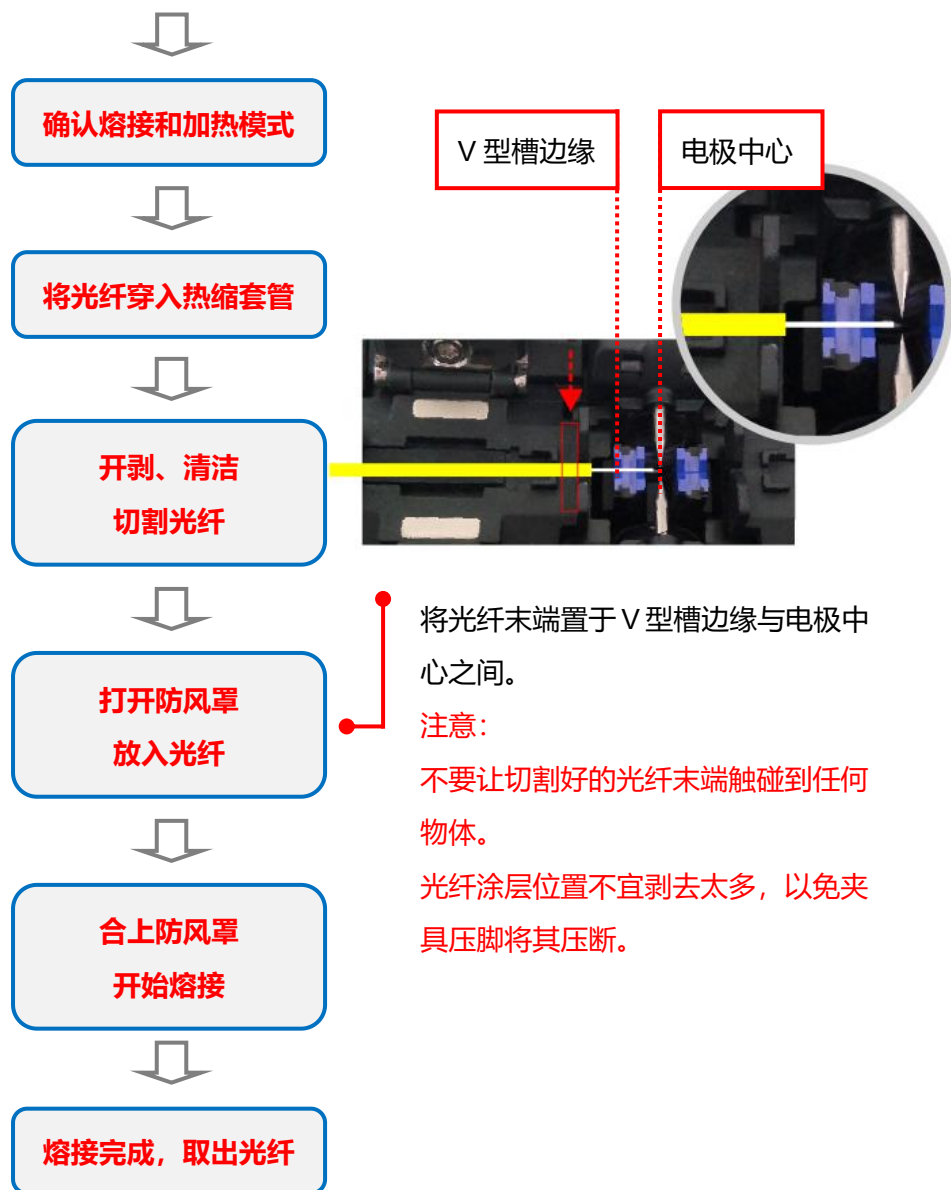 确认熔接和加热模式
V 型槽边缘
电极中心
将光纤穿入热缩套管
开剥、清洁
切割光纤
打开防风罩
放入光纤
将光纤末端置于 V 型槽边缘与电极中
心之间。
注意：
不要让切割好的光纤末端触碰到任何
物体。
光纤涂层位置不宜剥去太多，以免夹
具压脚将其压断。
合上防风罩
开始熔接
熔接完成，取出光纤